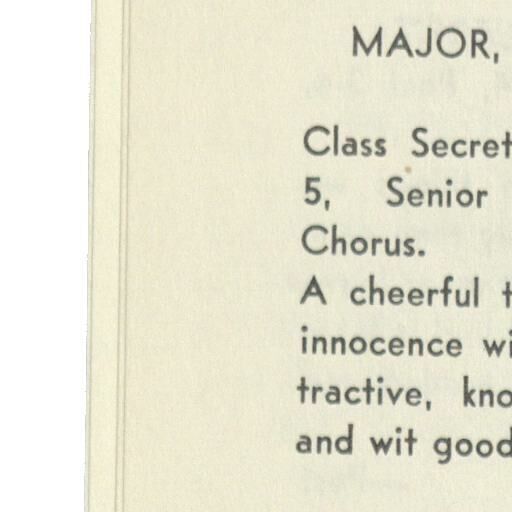 MAJOR,
Class Secret
5, Senior
Chorus.
A cheerful t
innocence wi
tractive, kno
and wit good